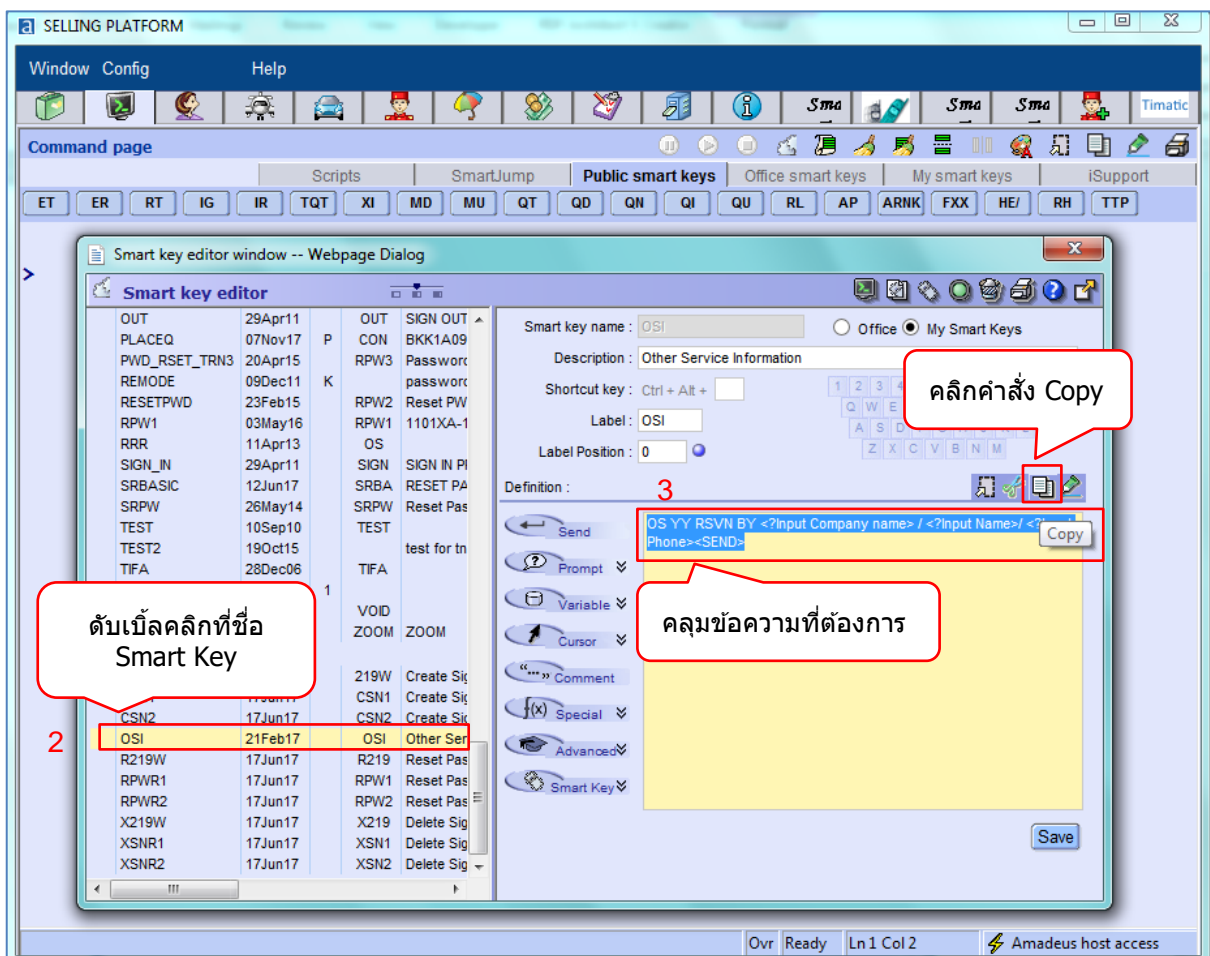 SELLING PLATFORM
Window Config Help
Sma Sma Sma Timatic
Command page
Scripts SmartJump Public smart keys Office smart keys My smart keys iSupport
ET ER RT IG IR TQT XI MD MU QT QD QN QI QU RL AP ARNK FXX HE/ RH TTP
>
Smart key editor window -- Webpage Dialog
Smart key editor
OUT 29Apr11 OUT SIGN OUT
PLACEQ 07Nov17 P CON BKK1A09
PWD_RSET_TRN3 20Apr15 RPW3 Password
REMODE 09Dec11 K password
RESETPWD 23Feb15 RPW2 Reset PW
RPW1 03May16 RPW1 1101XA-1
RRR 11Apr13 OS
SIGN_IN 29Apr11 SIGN SIGN IN
SRBASIC 12Jun17 SRBA RESET PA
SRPW 26May14 SRPW Reset Pas
TEST 10Sep10 TEST
TEST2 19Oct15 test for tn
TIFA 28Dec06 TIFA
1
VOID
ZOOM ZOOM
219W Create Sig
CSN1 Create Sig
CSN2 17Jun17 CSN2 Create Sig
OSI 21Feb17 OSI Other Ser
R219W 17Jun17 R219 Reset Pas
RPWR1 17Jun17 RPW1 Reset Pas
RPWR2 17Jun17 RPW2 Reset Pas
X219W 17Jun17 X219 Delete Sig
XSNR1 17Jun17 XSN1 Delete Sig
XSNR2 17Jun17 XSN2 Delete Sig
ดับเบิ้ลคลิกที่ชื่อ
Smart Key
2
Smart key name : OSI Office My Smart Keys
Description : Other Service Information
Shortcut key : Ctrl + Alt +
1 2 3 4
Q W E
A S D
Z X C V B N M
Label : OSI
Label Position : 0
คลิกคำสั่ง Copy
Definition :
3
OS YY RSVN BY <?Input Company name> / <?Input Name>/
Phone><SEND>
Copy
คลุมข้อความที่ต้องการ
Send
Prompt
Variable
Cursor
Comment
f(x) Special
Advanced
Smart Key
Save
Ovr Ready Ln 1 Col 2 Amadeus host access